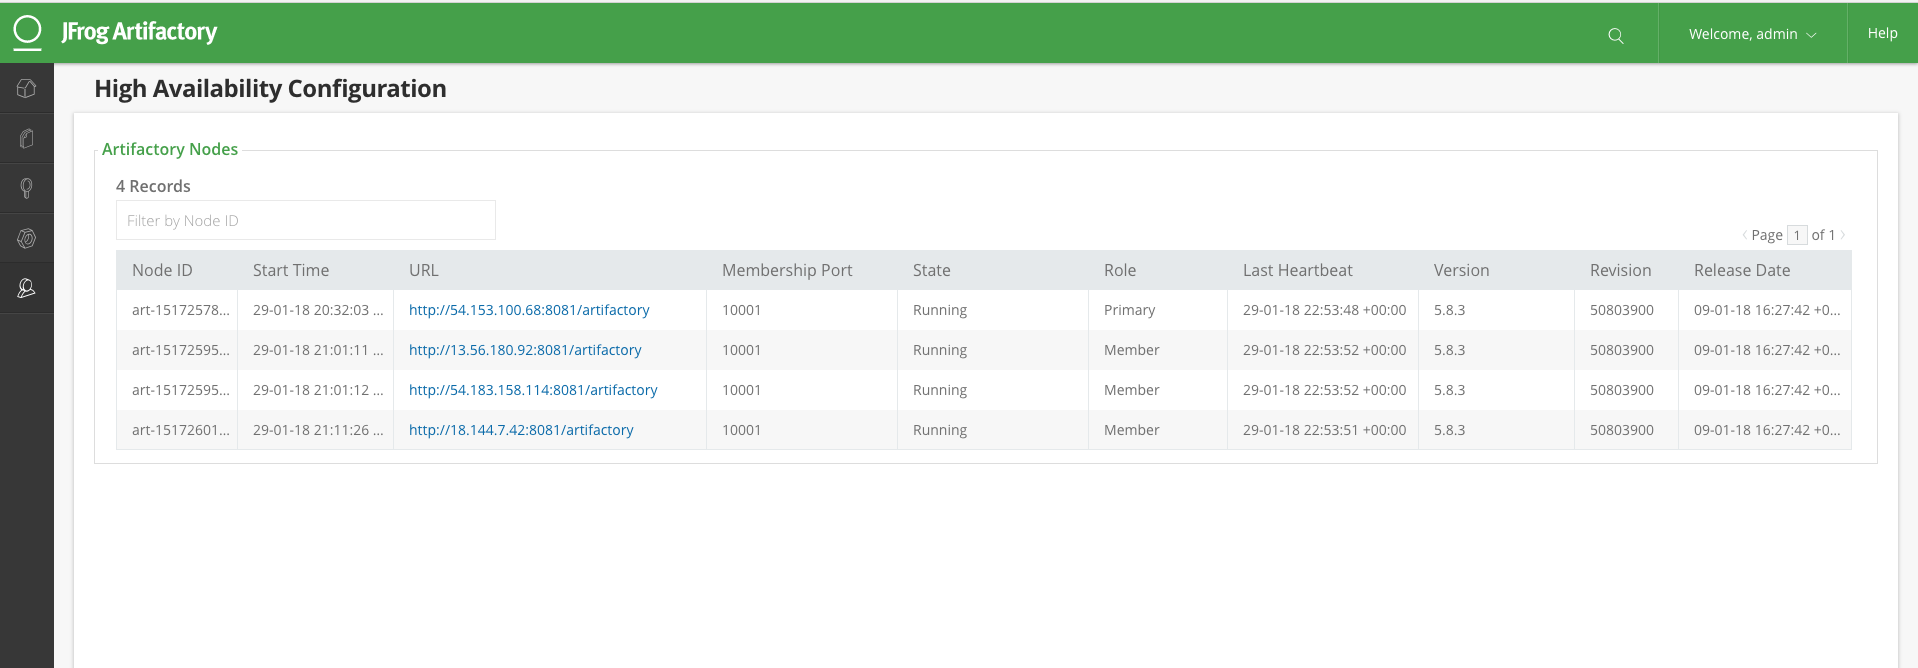 JFrog Artifactory
Welcome, admin
Help
High Availability Configuration
Artifactory Nodes
4 Records
Filter by Node ID
Page 1 of 1
Node ID Start Time URL Membership Port State Role Last Heartbeat Version Revision Release Date
art-15172578... 29-01-18 20:32:03 ... http://54.153.100.68:8081/artifactory 10001 Running Primary 29-01-18 22:53:48 +00:00 5.8.3 50803900 09-01-18 16:27:42 +0...
art-15172595... 29-01-18 21:01:11 ... http://13.56.180.92:8081/artifactory 10001 Running Member 29-01-18 22:53:52 +00:00 5.8.3 50803900 09-01-18 16:27:42 +0...
art-15172595... 29-01-18 21:01:12 ... http://54.183.158.114:8081/artifactory 10001 Running Member 29-01-18 22:53:52 +00:00 5.8.3 50803900 09-01-18 16:27:42 +0...
art-15172601... 29-01-18 21:11:26 ... http://18.144.7.42:8081/artifactory 10001 Running Member 29-01-18 22:53:51 +00:00 5.8.3 50803900 09-01-18 16:27:42 +0...